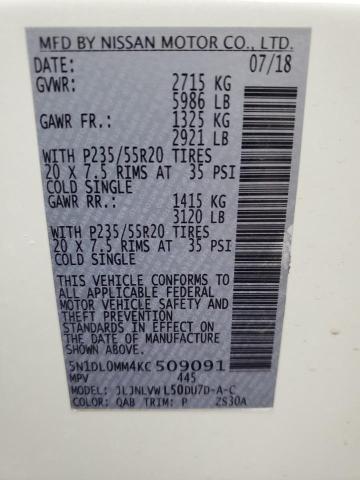 MFD BY NISSAN MOTOR CO., LTD.
DATE: 07/18
GVWR: 2715 KG
5986 LB
GAWR FR.: 1325 KG
2921 LB
WITH P235/55R20 TIRES
20 X 7.5 RIMS AT 35 PSI
COLD SINGLE
GAWR RR.: 1415 KG
3120 LB
WITH P235/55R20 TIRES
20 X 7.5 RIMS AT 35 PSI
COLD SINGLE
THIS VEHICLE CONFORMS TO
ALL APPLICABLE FEDERAL
MOTOR VEHICLE SAFETY AND
THEFT PREVENTION
STANDARDS IN EFFECT ON
THE DATE OF MANUFACTURE
SHOWN ABOVE.
5N1DL0MM4KC 509091
MPV 445
JLJNLVW L50DU7D-A-C
COLOR: QAB TRIM: P 2S30A